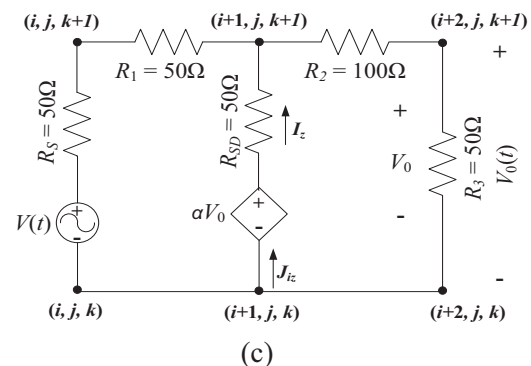 (i, j, k+1)
(i+1, j, k+1)
(i+2, j, k+1)
R1 = 50Ω
R2 = 100Ω
RS = 50Ω
RSD = 50Ω
Iz
+
V0
-
R3 = 50Ω
+
V0(t)
-
V(t)
+
-
αV0
+
-
Jiz
(i, j, k)
(i+1, j, k)
(i+2, j, k)
(c)